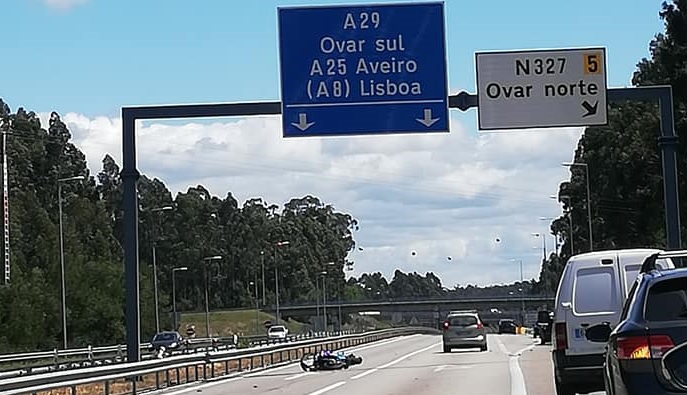 A29
Ovar sul
A25 Aveiro
(A8) Lisboa
N327 5
Ovar norte